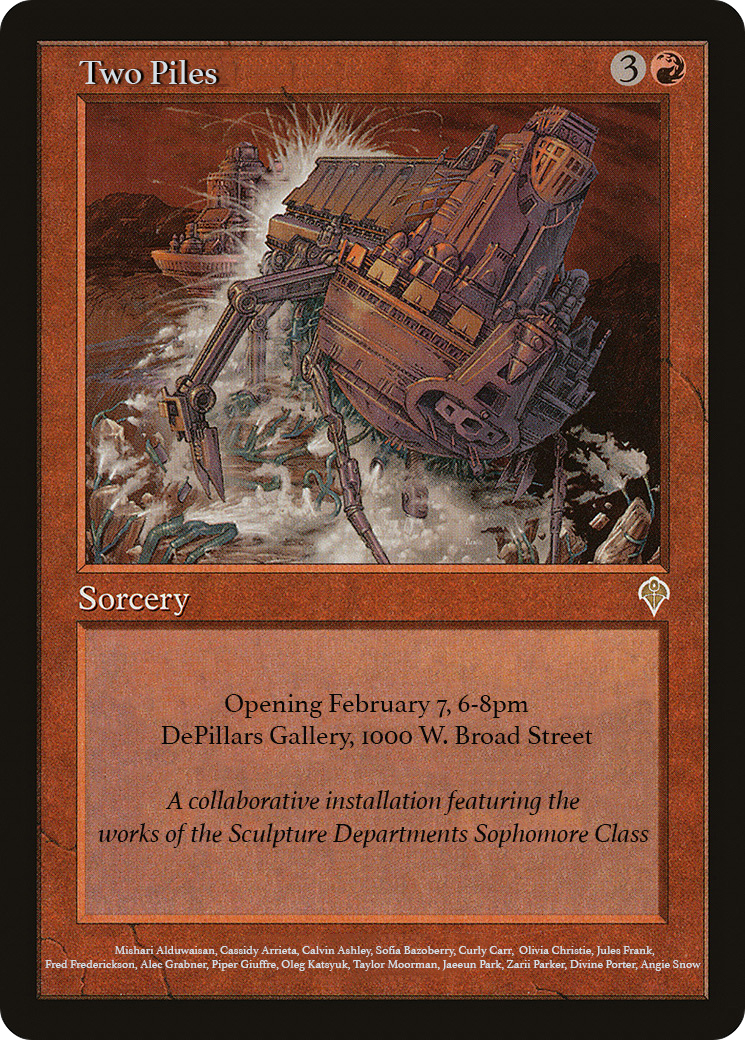 Two Piles
3
Sorcery
Opening February 7, 6-8pm
DePillars Gallery, 1000 W. Broad Street
A collaborative installation featuring the
works of the Sculpture Departments Sophomore Class
Mishari Alduwaisan, Cassidy Arrieta, Calvin Ashley, Sofia Bazoberry, Curly Carr, Olivia Christie, Jules Frank,
Fred Frederickson, Alec Grabner, Piper Giuffre, Oleg Katsyuk, Taylor Moorman, Jaeeun Park, Zarii Parker, Divine Porter, Angie Snow